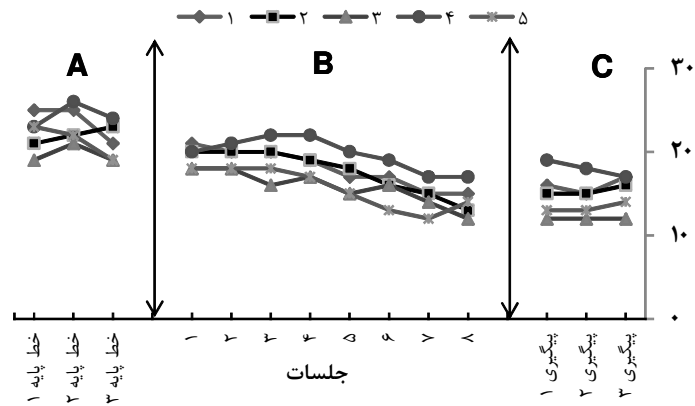 ۱ ۲ ۳ ۴ ۵
A B C
۳۰
۲۰
۱۰
۰
خط پایه ۱
خط پایه ۲
خط پایه ۳
۱ ۲ ۳ ۴ ۵ ۶ ۷ ۸
پیگیری ۱
پیگیری ۲
پیگیری ۳
جلسات